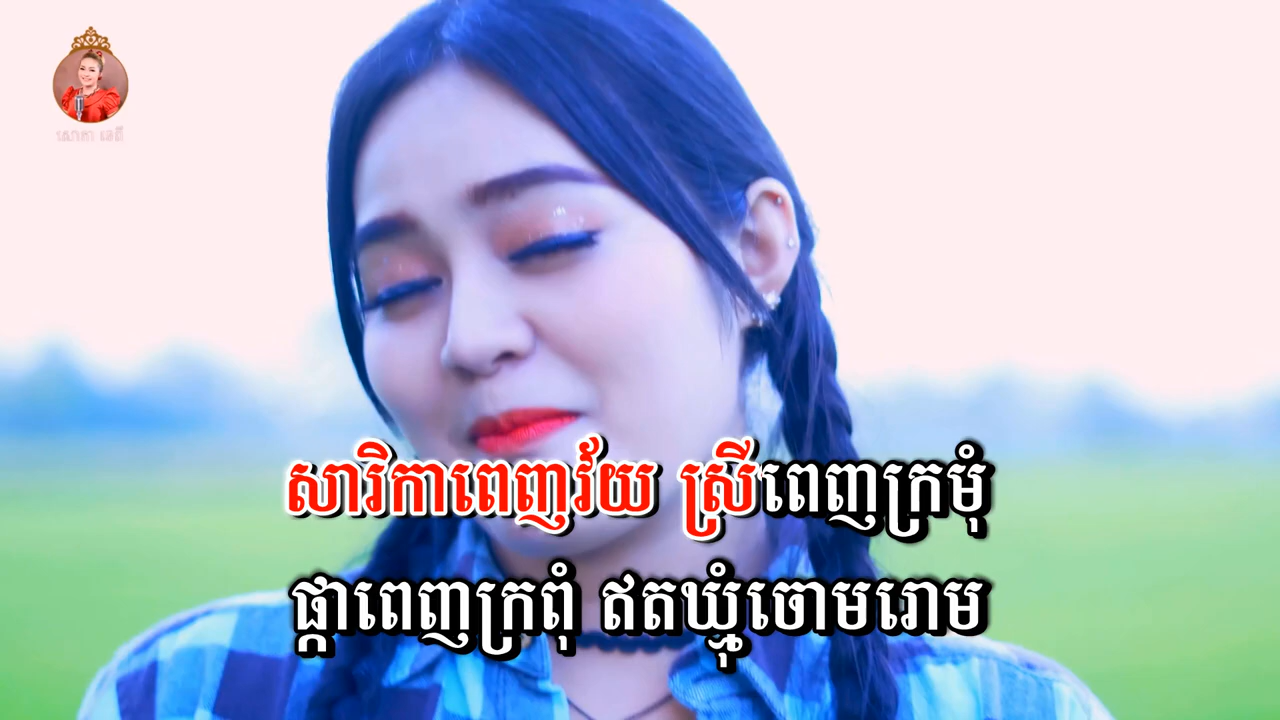 សារិកាពេញវ័យ ស្រីពេញក្រមុំ
ផ្កាពេញក្រពុំ ឥតឃ្មុំចោមរោម